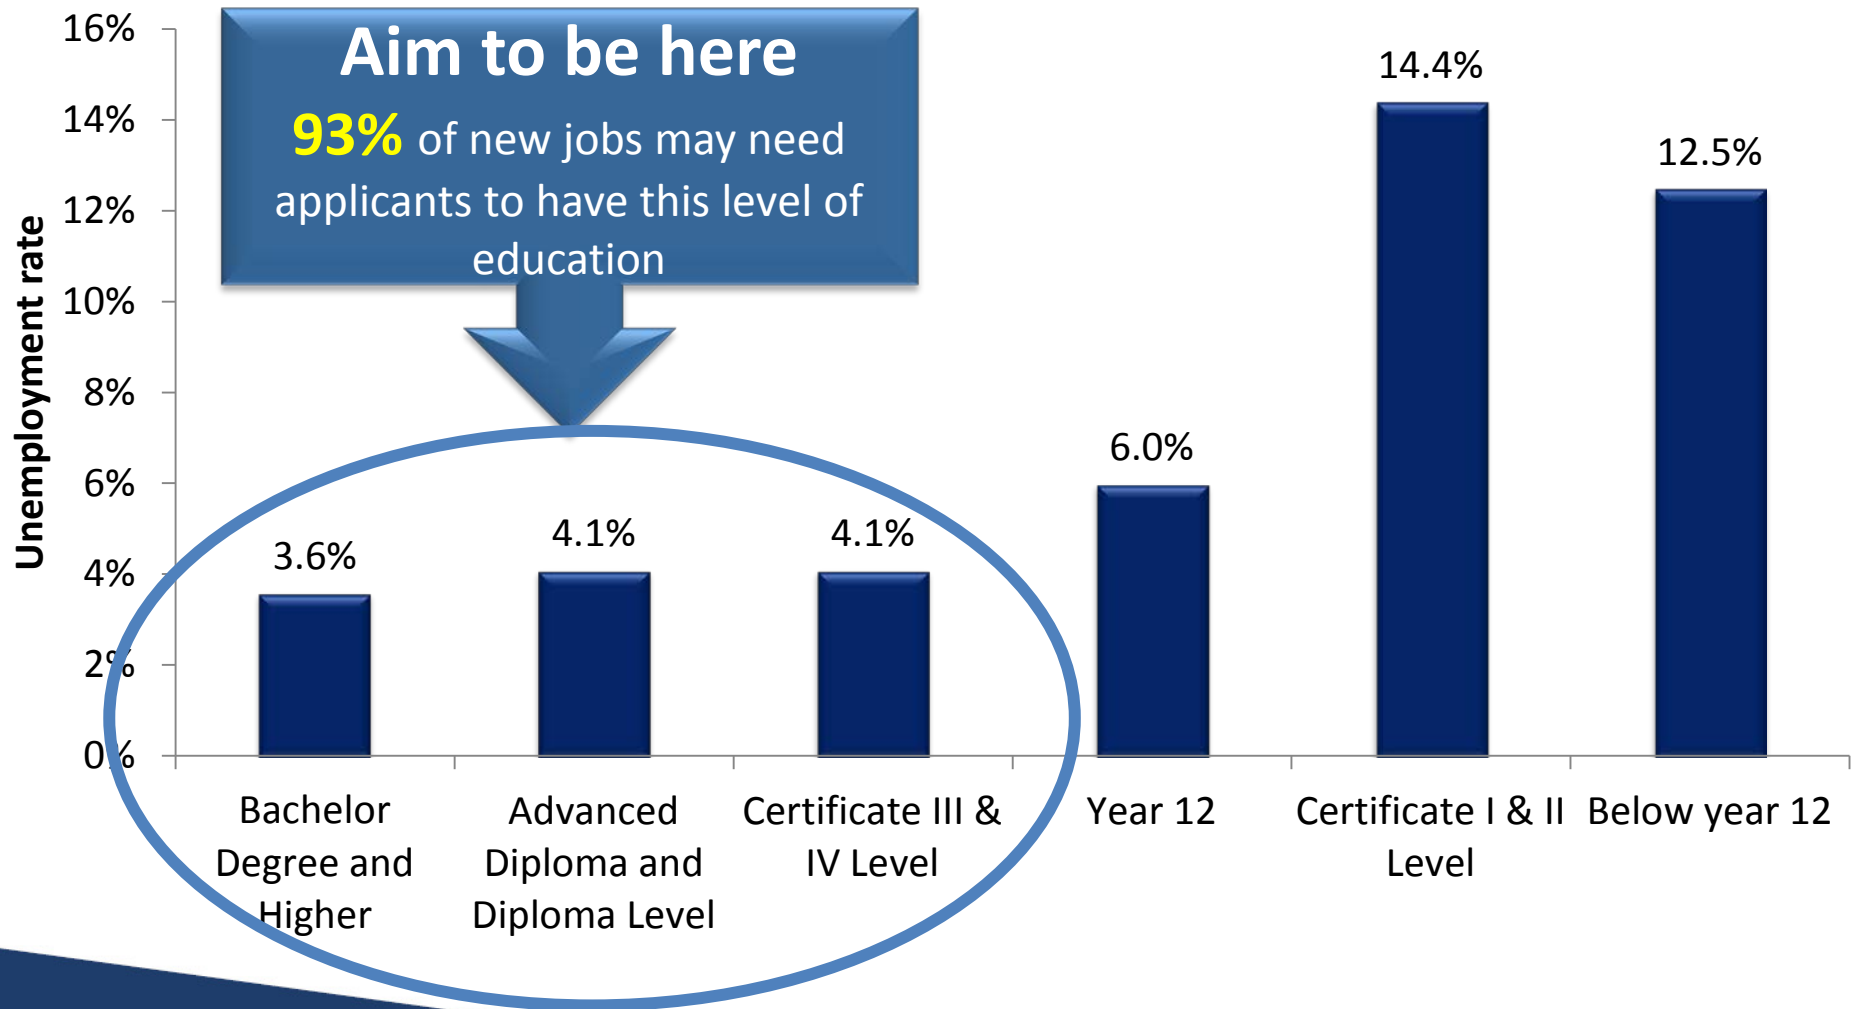 Aim to be here
93% of new jobs may need
applicants to have this level of
education
Unemployment rate
16%
14%
12%
10%
8%
6%
4%
2%
0%
3.6%
4.1%
4.1%
6.0%
14.4%
12.5%
Bachelor
Degree and
Higher
Advanced
Diploma and
Diploma Level
Certificate III &
IV Level
Year 12
Certificate I & II
Level
Below year 12